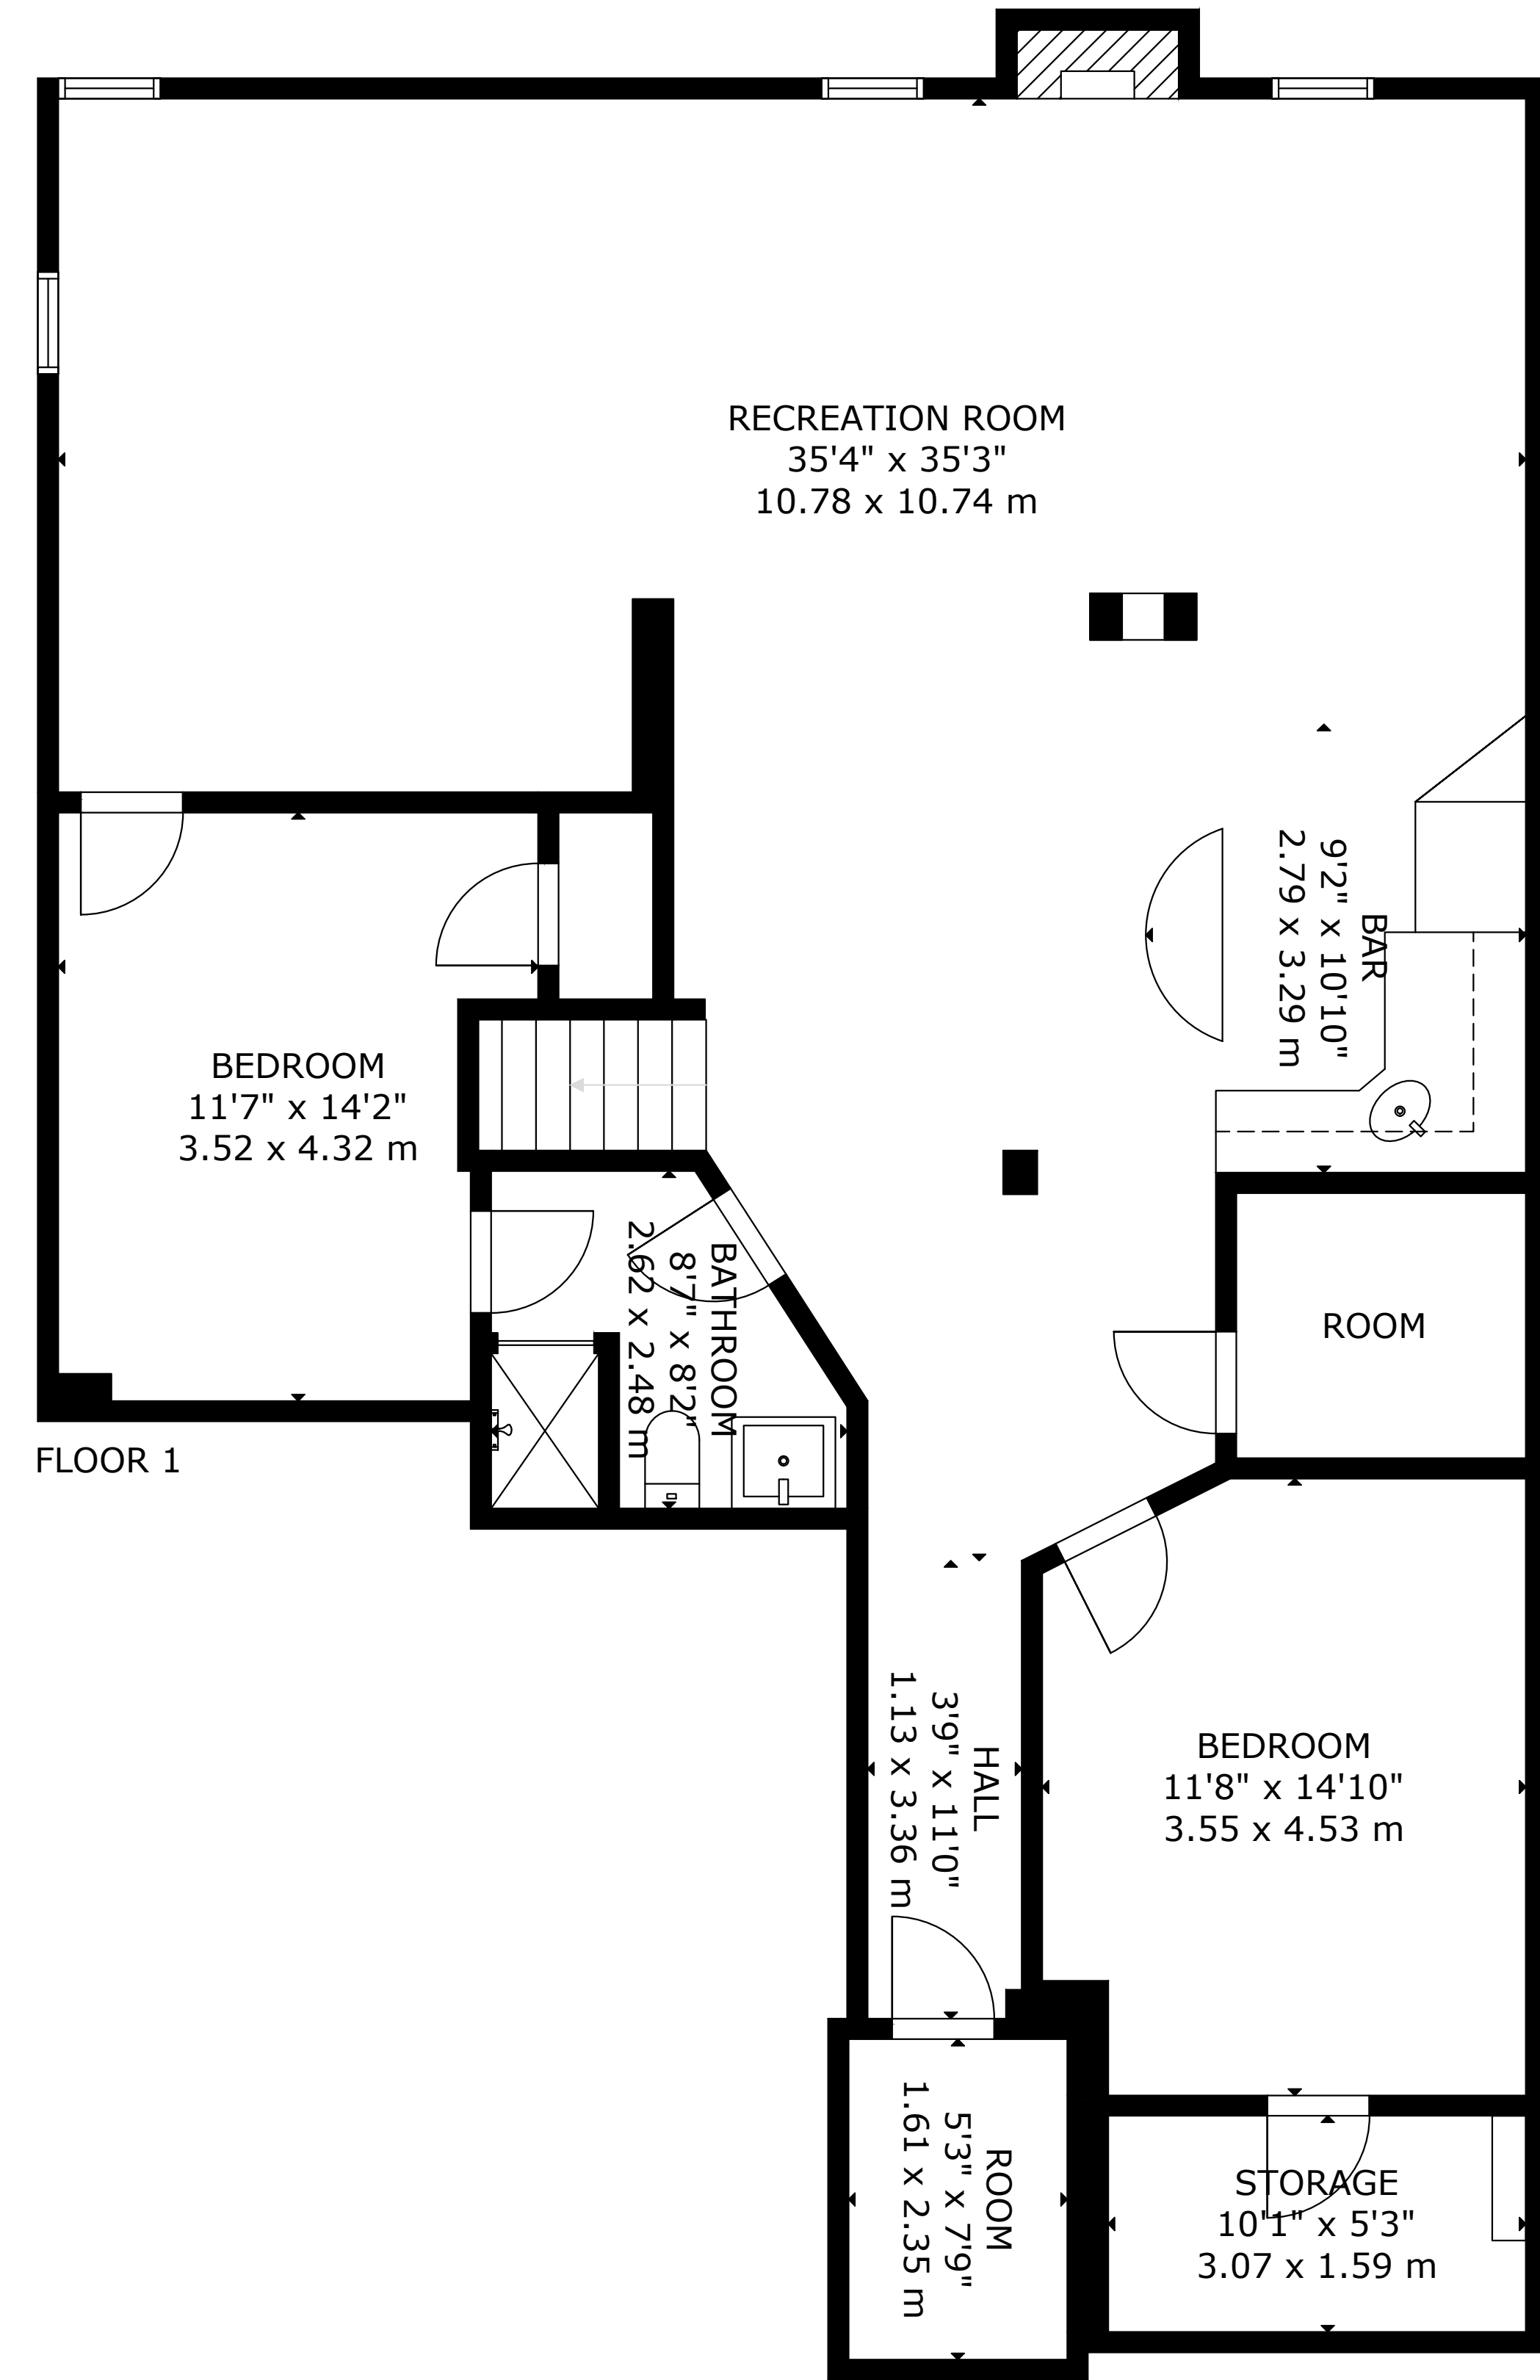 RECREATION ROOM
35'4" x 35'3"
10.78 x 10.74 m
BAR
9'2" x 10'10"
2.79 x 3.29 m
BEDROOM
11'7" x 14'2"
3.52 x 4.32 m
BATHROOM
8'7" x 8'2"
2.62 x 2.48 m
ROOM
FLOOR 1
HALL
3'9" x 11'0"
1.13 x 3.36 m
BEDROOM
11'8" x 14'10"
3.55 x 4.53 m
ROOM
5'3" x 7'9"
1.61 x 2.35 m
STORAGE
10'1" x 5'3"
3.07 x 1.59 m